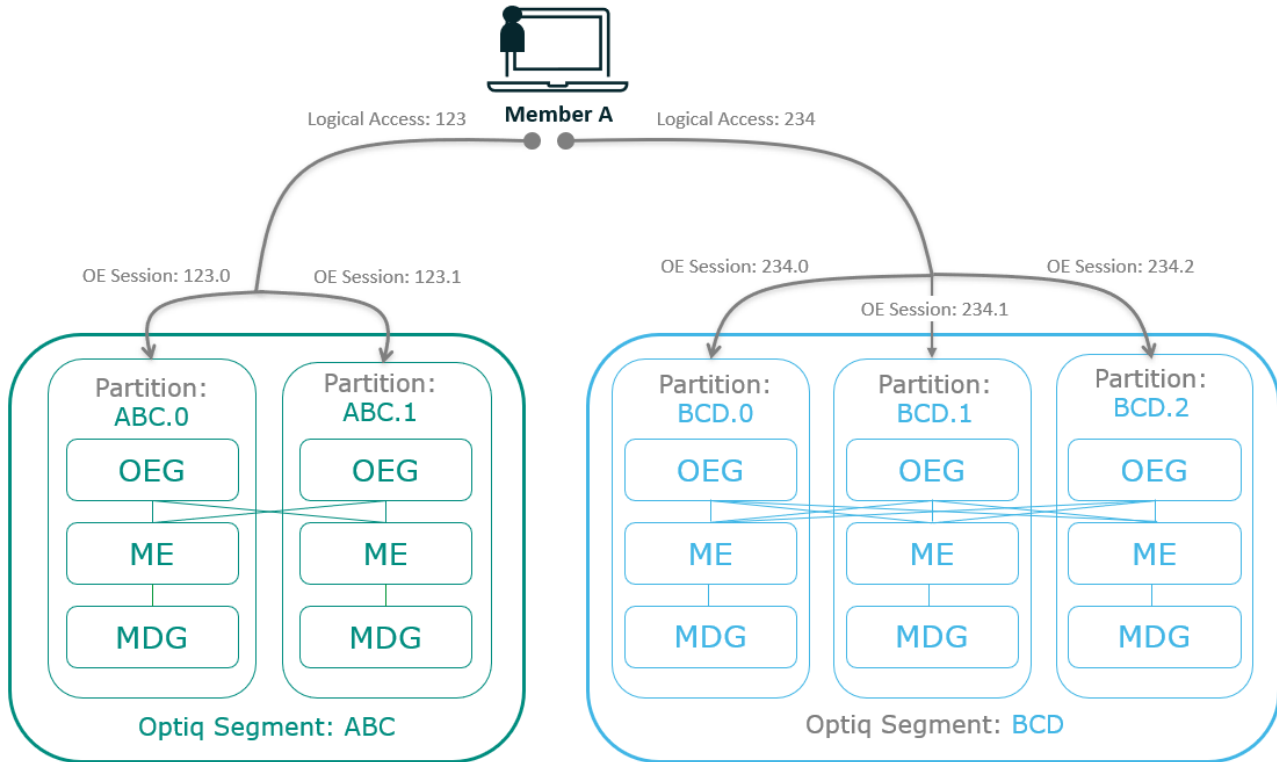 Member A
Logical Access: 123
Logical Access: 234
OE Session: 123.0
OE Session: 123.1
OE Session: 234.0
OE Session: 234.1
OE Session: 234.2
Partition:
ABC.0
OEG
ME
MDG
Partition:
ABC.1
OEG
ME
MDG
Optiq Segment: ABC
Partition:
BCD.0
OEG
ME
MDG
Partition:
BCD.1
OEG
ME
MDG
Partition:
BCD.2
OEG
ME
MDG
Optiq Segment: BCD